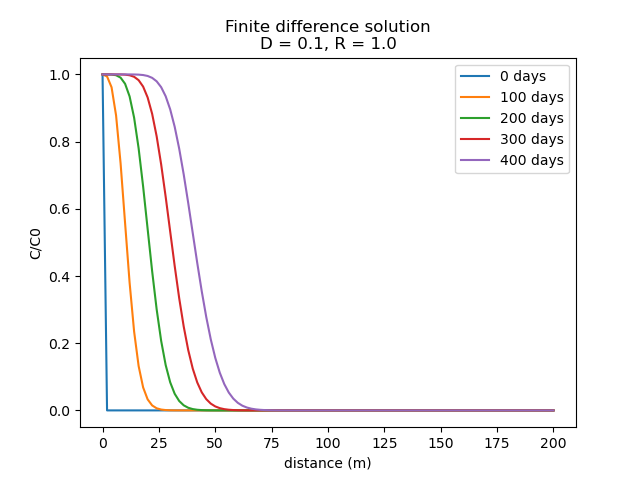 Finite difference solution
D = 0.1, R = 1.0
C/C0
1.0
0.8
0.6
0.4
0.2
0.0
0 days
100 days
200 days
300 days
400 days
0 25 50 75 100 125 150 175 200
distance (m)